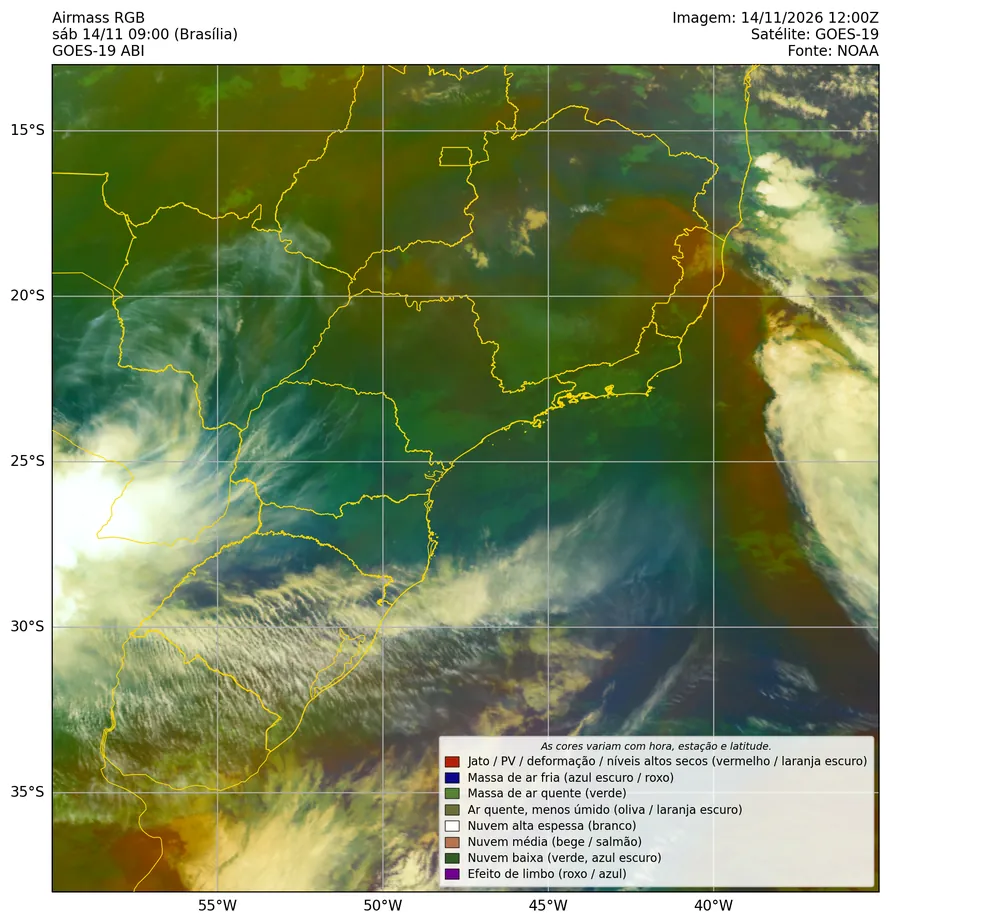 Airmass RGB
sáb 14/11 09:00 (Brasília)
GOES-19 ABI
Imagem: 14/11/2026 12:00Z
Satélite: GOES-19
Fonte: NOAA
15°S
20°S
25°S
30°S
35°S
55°W
50°W
45°W
40°W
As cores variam com hora, estação e latitude.
Jato / PV / deformação / níveis altos secos (vermelho / laranja escuro)
Massa de ar fria (azul escuro / roxo)
Massa de ar quente (verde)
Ar quente, menos úmido (oliva / laranja escuro)
Nuvem alta espessa (branco)
Nuvem média (bege / salmão)
Nuvem baixa (verde, azul escuro)
Efeito de limbo (roxo / azul)